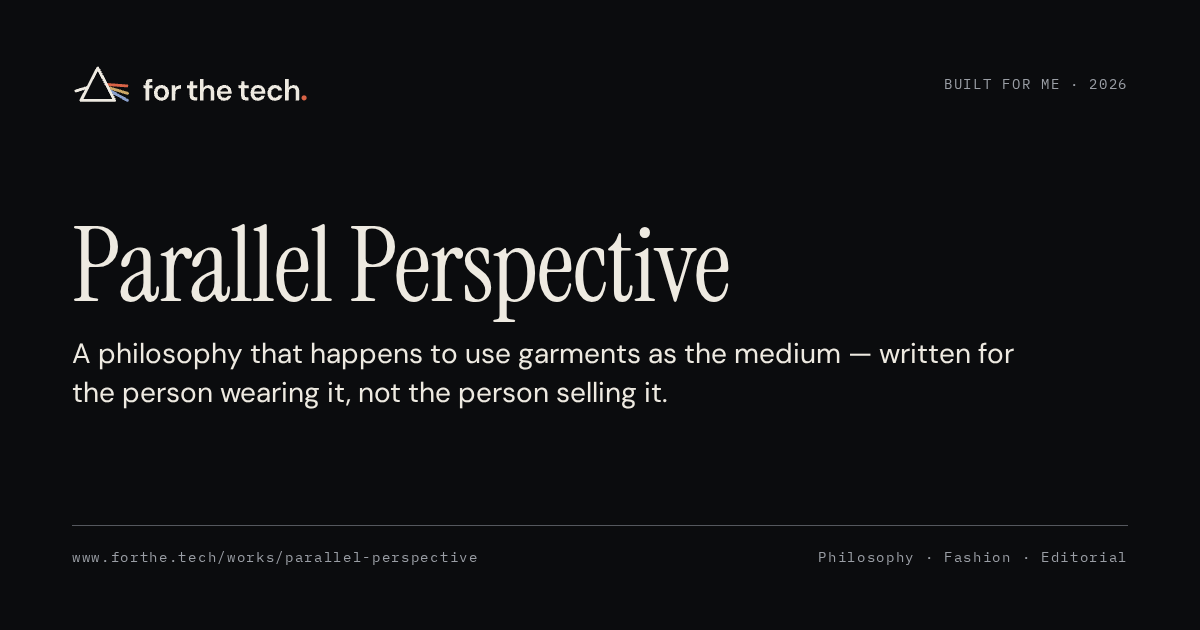 for the tech.
BUILT FOR ME · 2026
Parallel Perspective
A philosophy that happens to use garments as the medium — written for
the person wearing it, not the person selling it.
www.forthe.tech/works/parallel-perspective
Philosophy · Fashion · Editorial